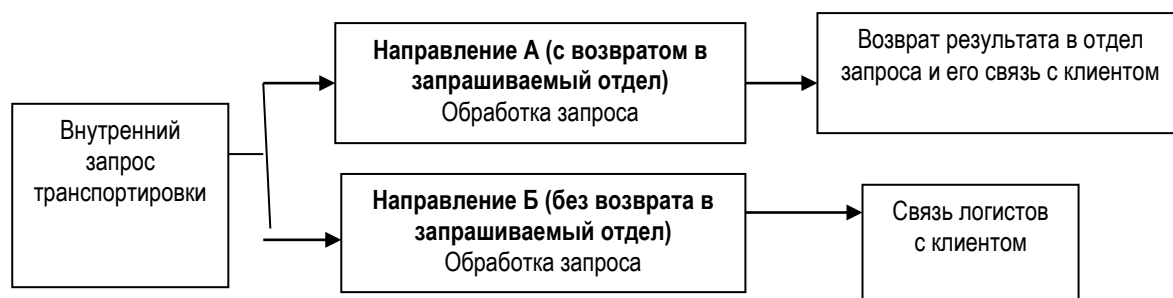 Внутренний
запрос
транспортировки
Направление А (с возвратом в
запрашиваемый отдел)
Обработка запроса
Возврат результата в отдел
запроса и его связь с клиентом
Направление Б (без возврата в
запрашиваемый отдел)
Обработка запроса
Связь логистов
с клиентом